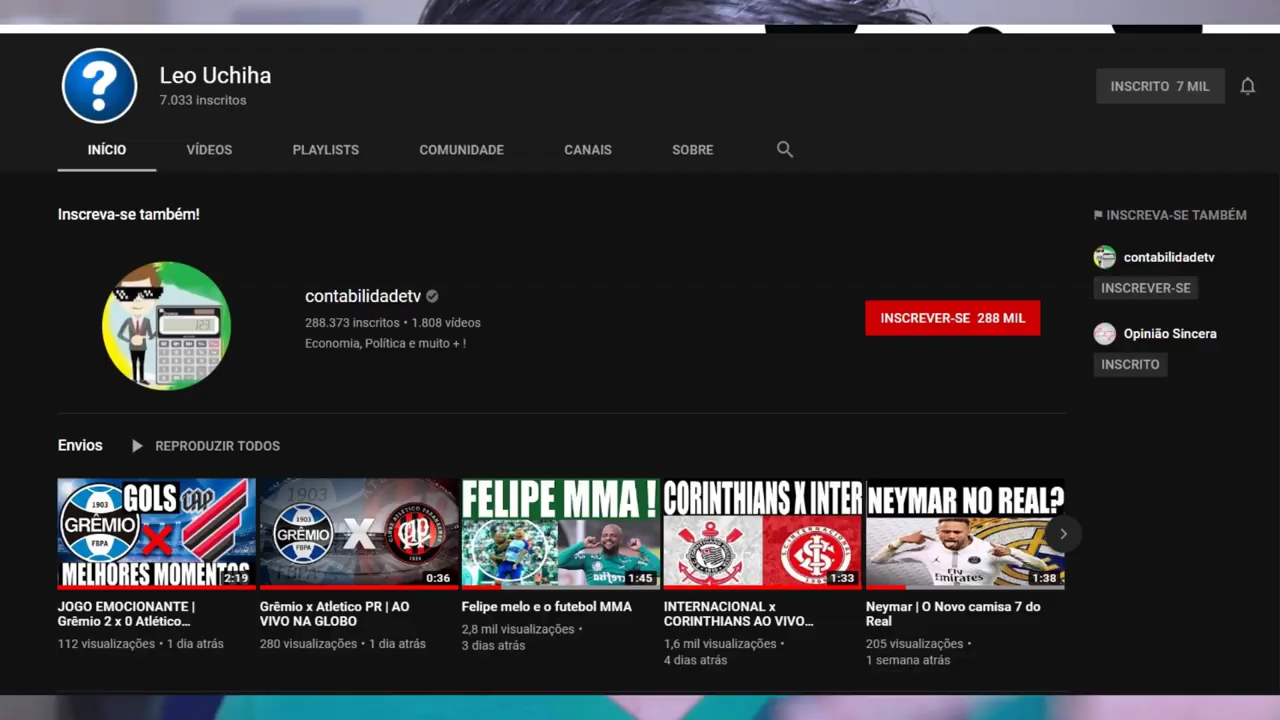 Leo Uchiha
7.033 inscritos
INSCRITO 7 MIL
INÍCIO
VÍDEOS
PLAYLISTS
COMUNIDADE
CANAIS
SOBRE
Inscreva-se também!
contabilidadetv
288.373 inscritos • 1.808 vídeos
Economia, Política e muito + !
INSCREVER-SE 288 MIL
INSCREVA-SE TAMBÉM
contabilidadetv
INSCREVER-SE
Opinião Sincera
INSCRITO
Envios
REPRODUZIR TODOS
GOLS CAP
1903
GRÊMIO
FBPA
MELHORES MOMENTOS
2:19
JOGO EMOCIONANTE |
Grêmio 2 x 0 Atlético...
112 visualizações • 1 dia atrás
1903
GRÊMIO
FBPA
X
0:36
Grêmio x Atletico PR | AO
VIVO NA GLOBO
280 visualizações • 1 dia atrás
FELIPE MMA !
1:45
Felipe melo e o futebol MMA
2,8 mil visualizações •
3 dias atrás
CORINTHIANS X INTER
1:33
INTERNACIONAL x
CORINTHIANS AO VIVO...
1,6 mil visualizações •
4 dias atrás
NEYMAR NO REAL?
Fly
Emirates
1:38
Neymar | O Novo camisa 7 do
Real
205 visualizações •
1 semana atrás